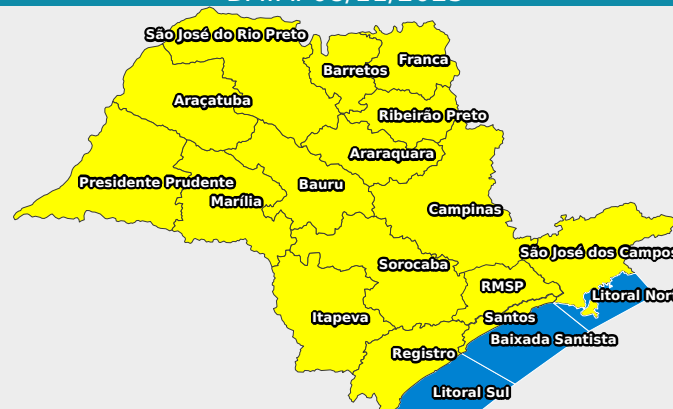 São José do Rio Preto
Franca
Barretos
Araçatuba
Ribeirão Preto
Araraquara
Presidente Prudente
Bauru
Marília
Campinas
São José dos Campos
Sorocaba
RMSP
Litoral Nort
Itapeva
Santos
Baixada Santista
Registro
Litoral Sul